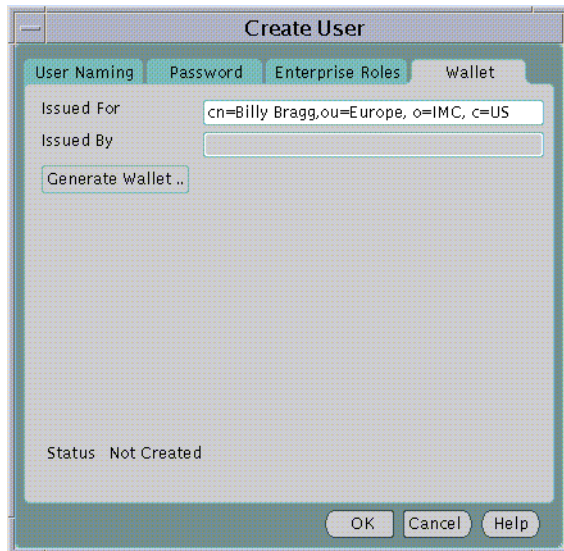 Create User
User Naming Password Enterprise Roles Wallet
Issued For cn=Billy Bragg,ou=Europe, o=IMC, c=US
Issued By
Generate Wallet ..
Status Not Created
OK Cancel Help